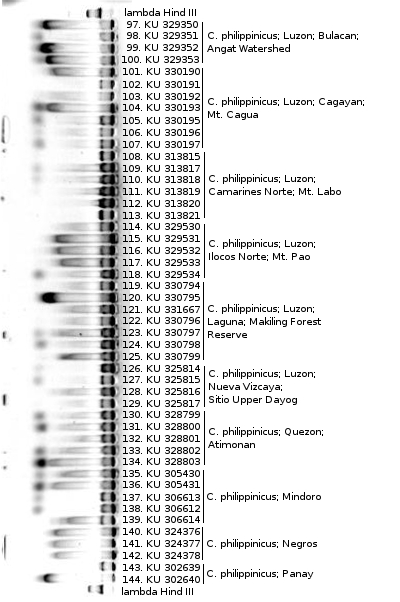 lambda Hind III
97. KU 329350
98. KU 329351
99. KU 329352
100. KU 329353
C. philippinicus; Luzon; Bulacan;
Angat Watershed
101. KU 330190
102. KU 330191
103. KU 330192
104. KU 330193
105. KU 330195
106. KU 330196
107. KU 330197
C. philippinicus; Luzon; Cagayan;
Mt. Cagua
108. KU 313815
109. KU 313817
110. KU 313818
111. KU 313819
112. KU 313820
113. KU 313821
C. philippinicus; Luzon;
Camarines Norte; Mt. Labo
114. KU 329530
115. KU 329531
116. KU 329532
117. KU 329533
118. KU 329534
C. philippinicus; Luzon;
Ilocos Norte; Mt. Pao
119. KU 330794
120. KU 330795
121. KU 331667
122. KU 330796
123. KU 330797
124. KU 330798
125. KU 330799
C. philippinicus; Luzon;
Laguna; Makiling Forest
Reserve
126. KU 325814
127. KU 325815
128. KU 325816
129. KU 325817
C. philippinicus; Luzon;
Nueva Vizcaya;
Sitio Upper Dayog
130. KU 328799
131. KU 328800
132. KU 328801
133. KU 328802
134. KU 328803
C. philippinicus; Quezon;
Atimonan
135. KU 305430
136. KU 305431
137. KU 306613
138. KU 306612
139. KU 306614
C. philippinicus; Mindoro
140. KU 324376
141. KU 324377
142. KU 324378
C. philippinicus; Negros
143. KU 302639
144. KU 302640
C. philippinicus; Panay
lambda Hind III